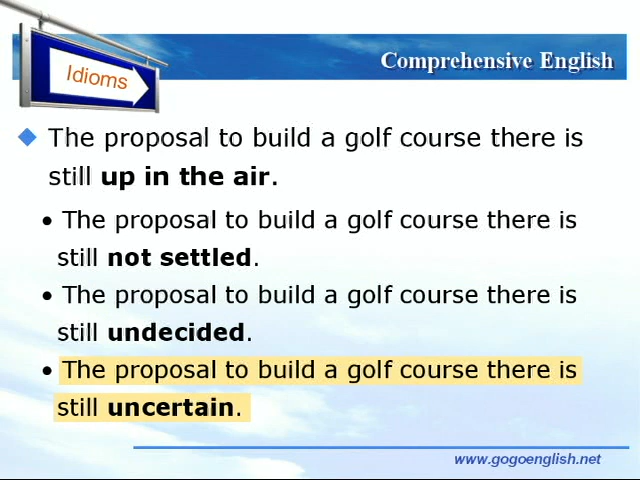 Idioms
Comprehensive English
The proposal to build a golf course there is
still up in the air.
• The proposal to build a golf course there is
still not settled.
• The proposal to build a golf course there is
still undecided.
• The proposal to build a golf course there is
still uncertain.
www.gogoenglish.net